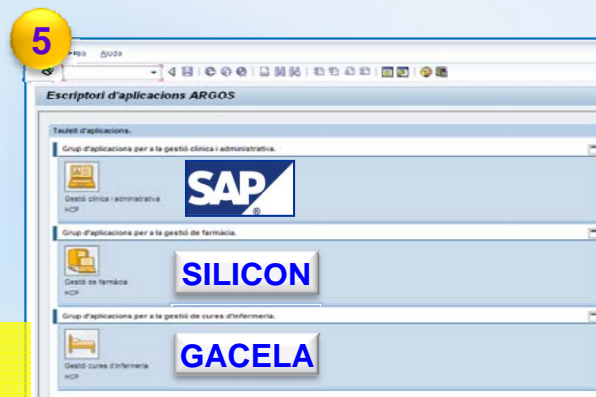 5
Ajuda
Escriptori d'aplicacions ARGOS
Taulell d'aplicacions.
Grup d'aplicacions per a la gestió clínica i administrativa.
SAP
®
Gestió clínica i administrativa
HCP
Grup d'aplicacions per a la gestió de farmàcia.
SILICON
Gestió de farmàcia
HCP
Grup d'aplicacions per a la gestió de cures d'infermeria.
GACELA
Gestió cures d'infermeria
HCP